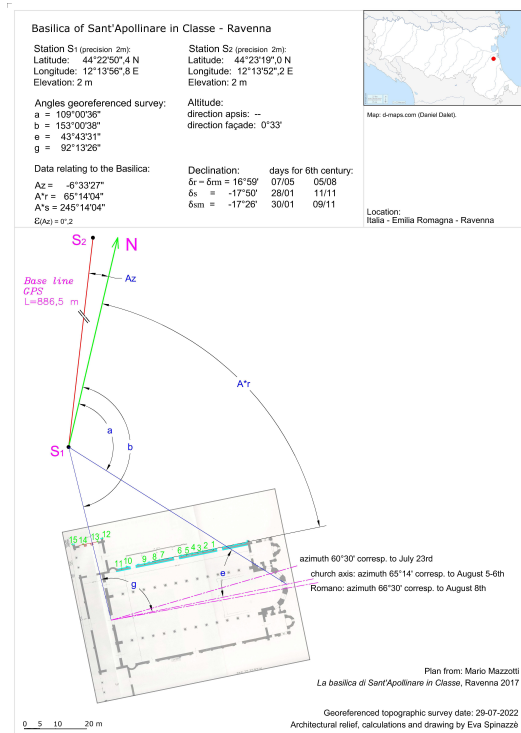 Basilica of Sant'Apollinare in Classe - Ravenna
Station S1 (precision 2m):
Latitude: 44°22'50",4 N
Longitude: 12°13'56",8 E
Elevation: 2 m
Station S2 (precision 2m):
Latitude: 44°23'19",0 N
Longitude: 12°13'52",2 E
Elevation: 2 m
Angles georeferenced survey:
a = 109°00'36"
b = 153°00'38"
e = 43°43'31"
g = 92°13'26"
Altitude:
direction apsis: --
direction façade: 0°33'
Data relating to the Basilica:
Az = -6°33'27"
A*r = 65°14'04"
A*s = 245°14'04"
Ɛ(Az) = 0",2
Declination: days for 6th century:
δr – δrm = 16°59' 07/05 05/08
δs = -17°50' 28/01 11/11
δsm = -17°26' 30/01 09/11
Map: d-maps.com (Daniel Dalet).
Location:
Italia - Emilia Romagna - Ravenna
S2
N
Az
Base line
GPS
L=886,5 m
A*r
a
b
S1
15 14 13 12
11 10 9 8 7 6 5 4 3 2 1
e
g
azimuth 60°30' corresp. to July 23rd
church axis: azimuth 65°14' corresp. to August 5-6th
Romano: azimuth 66°30' corresp. to August 8th
Plan from: Mario Mazzotti
La basilica di Sant'Apollinare in Classe, Ravenna 2017
Georeferenced topographic survey date: 29-07-2022
Architectural relief, calculations and drawing by Eva Spinazzè
0 5 10 20 m